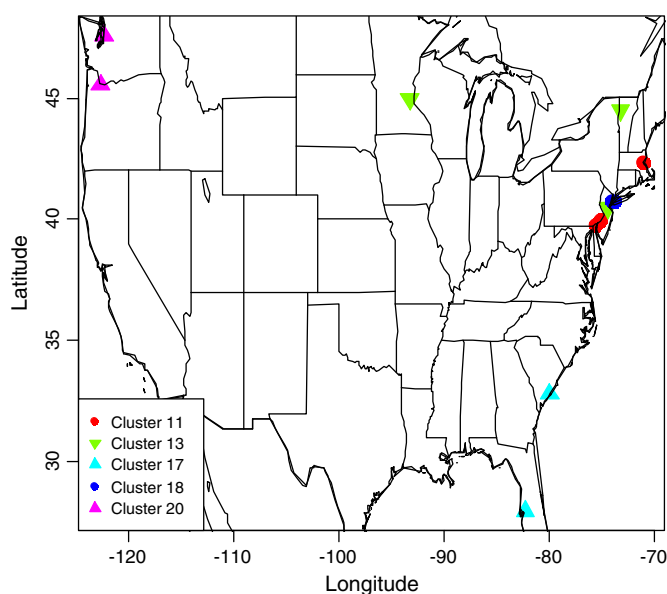 45
40
35
30
Latitude
Cluster 11
Cluster 13
Cluster 17
Cluster 18
Cluster 20
-120
-110
-100
-90
-80
-70
Longitude